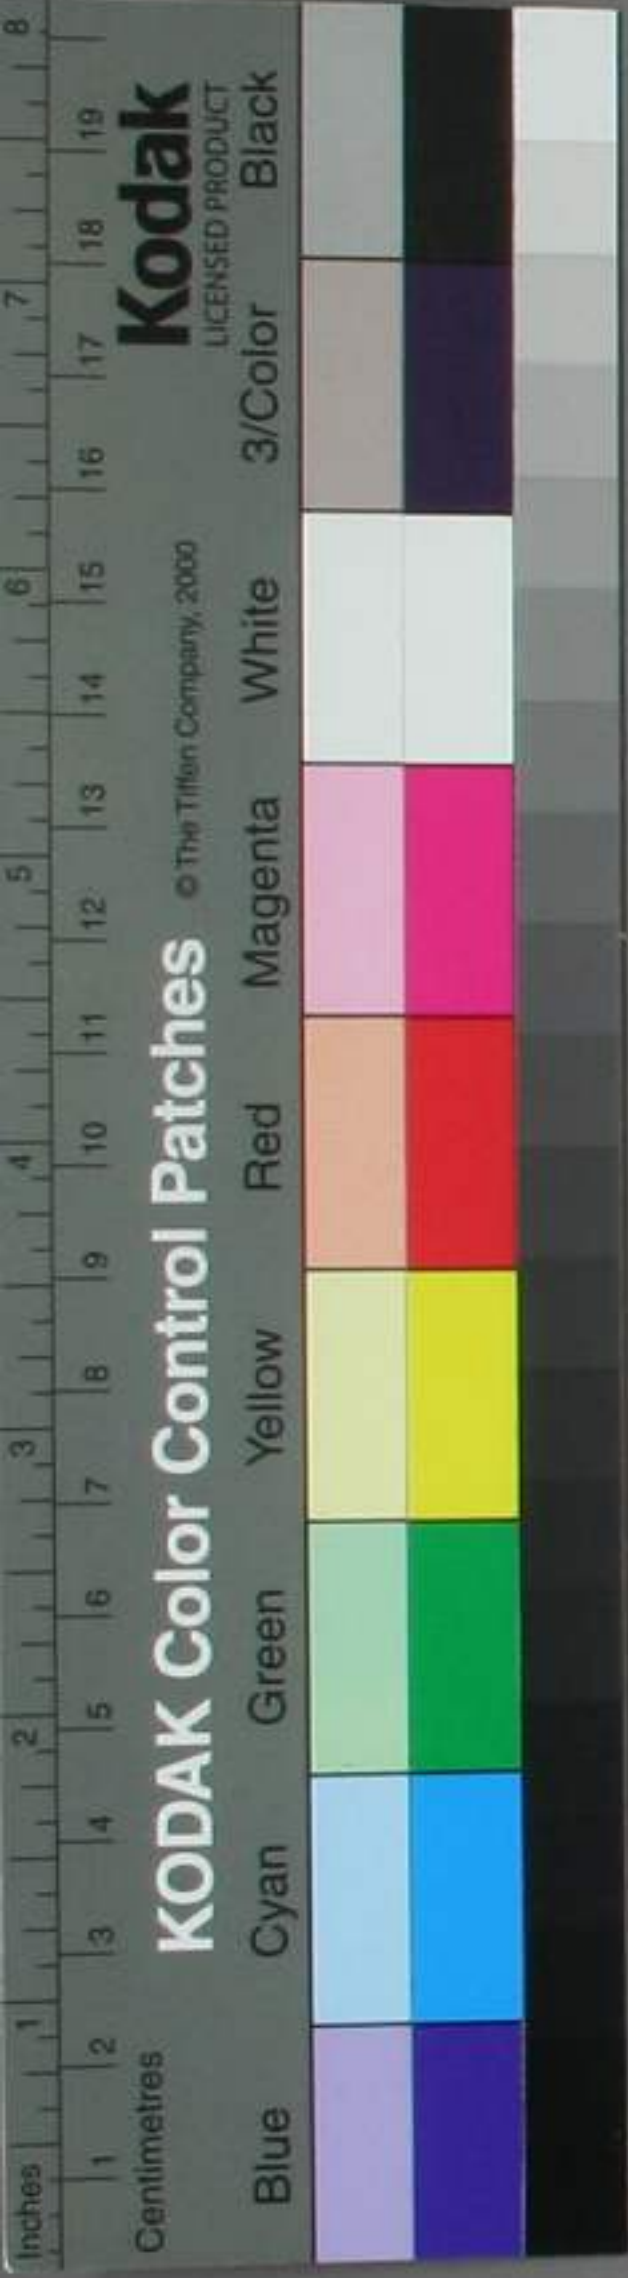 Inches 1 2 3 4 5 6 7 8
Centimetres 1 2 3 4 5 6 7 8 9 10 11 12 13 14 15 16 17 18 19
KODAK Color Control Patches © The Tiffen Company, 2000
Kodak
LICENSED PRODUCT
Blue Cyan Green Yellow Red Magenta White 3/Color Black